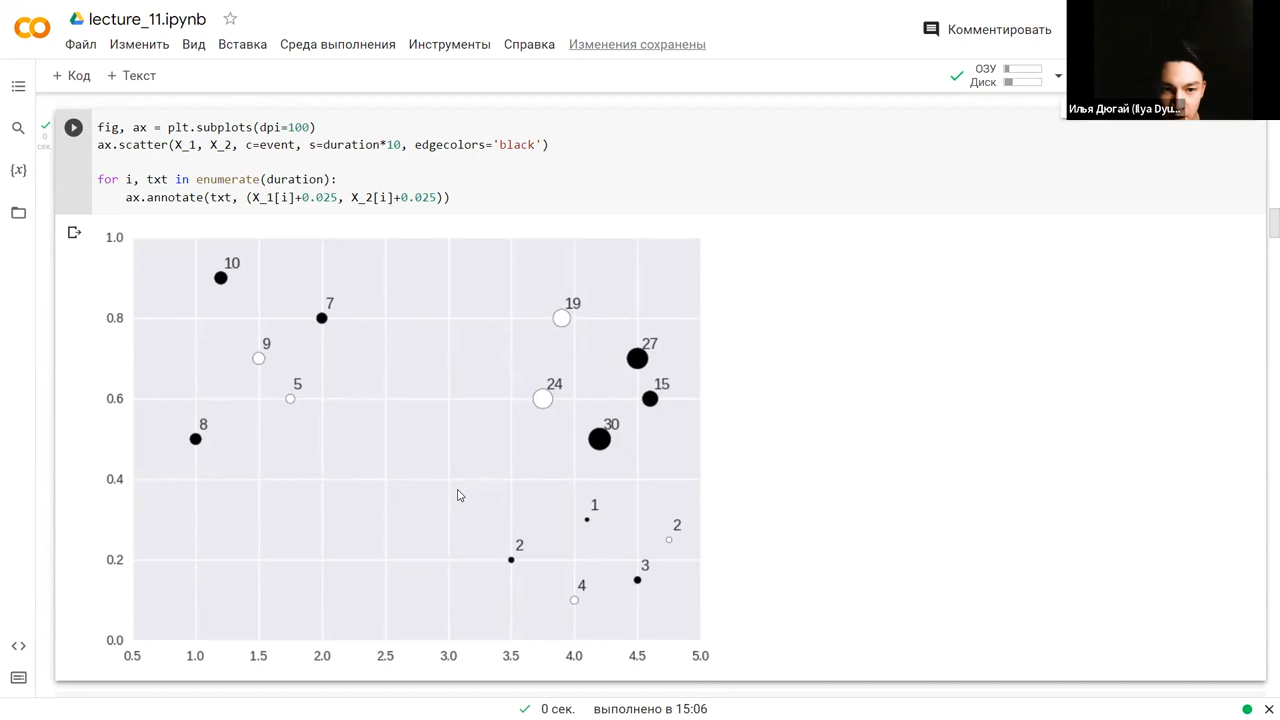 lecture_11.ipynb
Файл Изменить Вид Вставка Среда выполнения Инструменты Справка Изменения сохранены
Комментировать
+ Код + Текст
ОЗУ
Диск
Илья Дюгай (Ilya Dyu...
0
сек.
fig, ax = plt.subplots(dpi=100)
ax.scatter(X_1, X_2, c=event, s=duration*10, edgecolors='black')
for i, txt in enumerate(duration):
ax.annotate(txt, (X_1[i]+0.025, X_2[i]+0.025))
{x}
1.0
10
0.8
7
19
9
27
0.6
5
24
15
8
30
0.4
1
2
2
0.2
3
4
0.0
0.5 1.0 1.5 2.0 2.5 3.0 3.5 4.0 4.5 5.0
0 сек. выполнено в 15:06